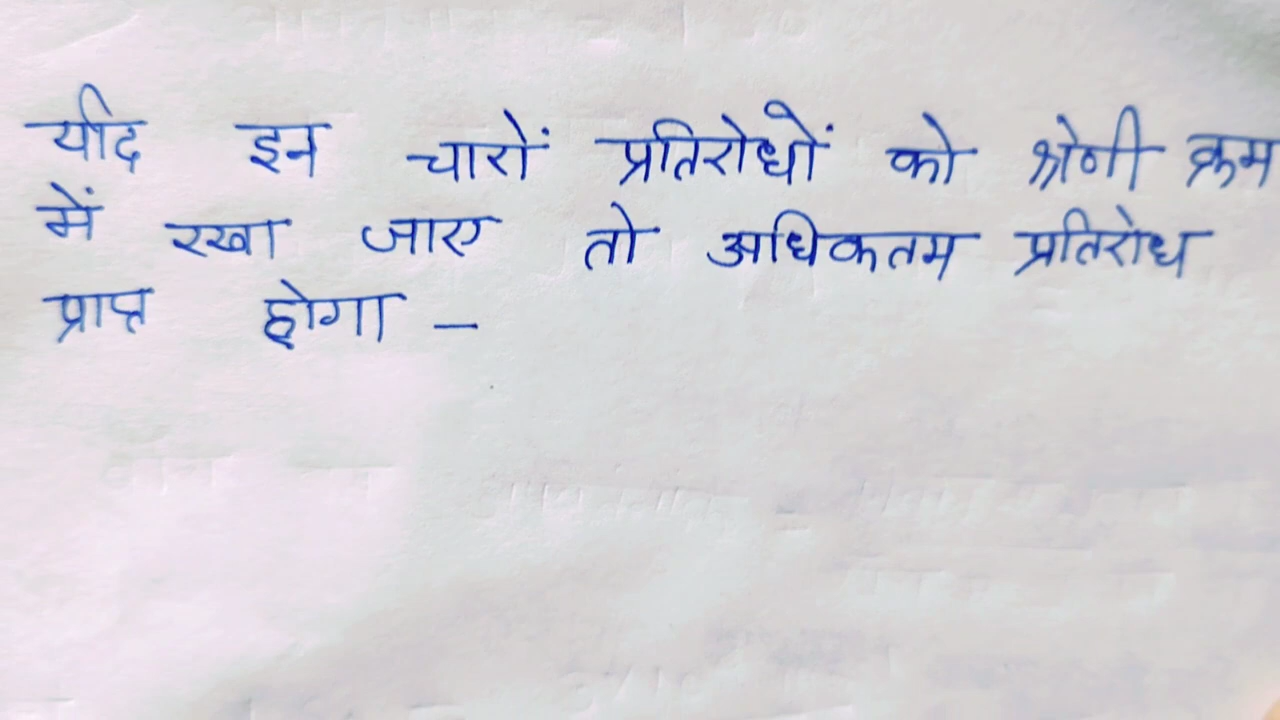 यदि इन चारों प्रतिरोधों को श्रेणी क्रम
में रखा जाए तो अधिकतम प्रतिरोध
प्राप्त होगा –